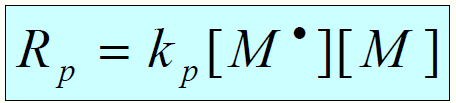 R_p = k_p[M^•][M]